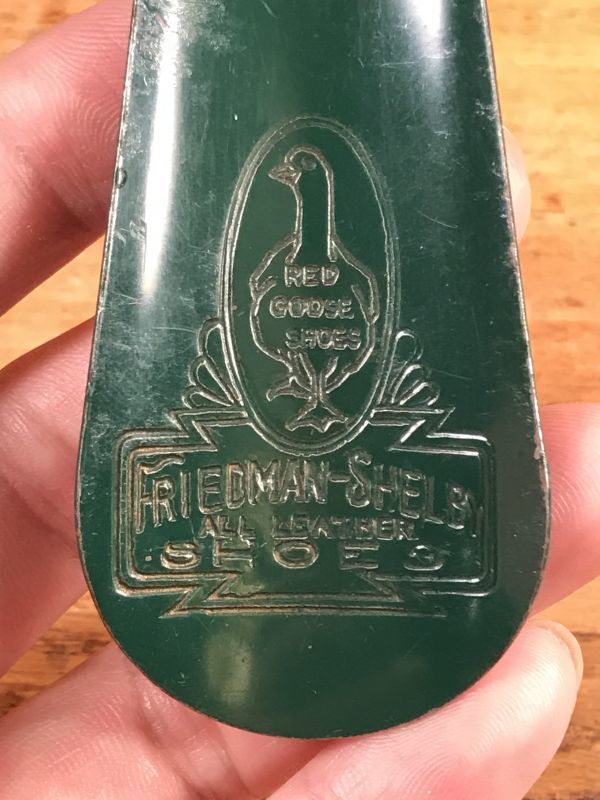 RED
GOOSE
SHOES
FRIEDMAN-SHELBY
ALL LEATHER
SHOES